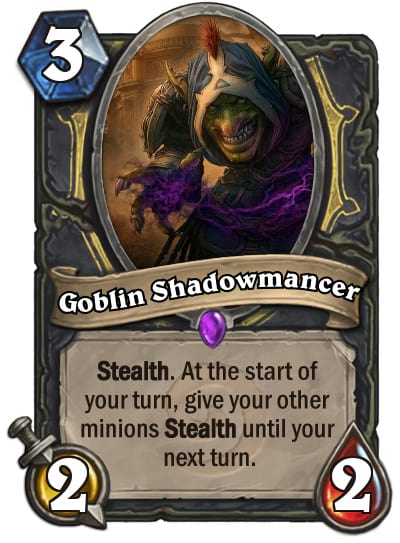 3
Goblin Shadowmancer
Stealth. At the start of
your turn, give your other
minions Stealth until your
next turn.
2
2